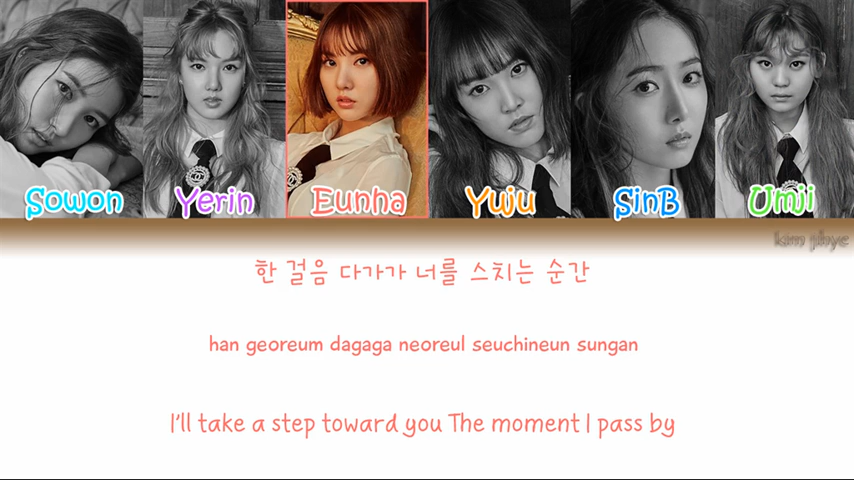 Sowon Yerin Eunha Yuju SinB Umji
kim phyc
한 걸음 다가가 너를 스치는 순간
han georeum dagaga neoreul seuchineun sungan
I'll take a step toward you The moment I pass by